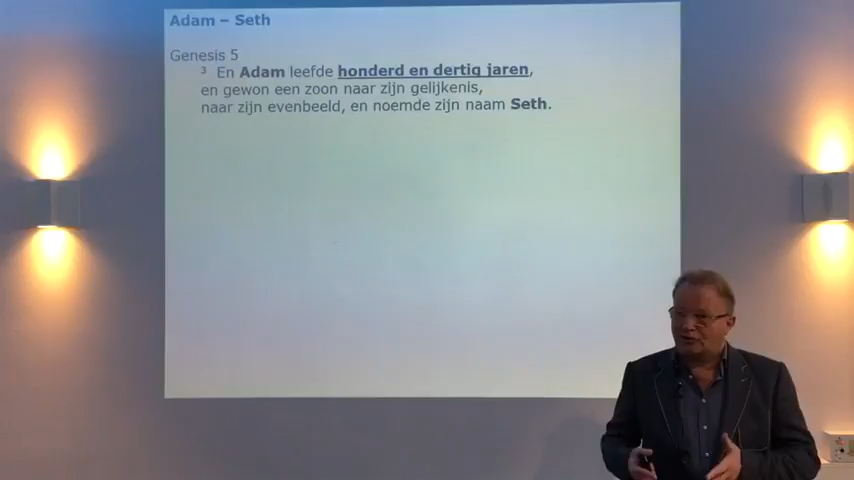 Adam – Seth
Genesis 5
3 En Adam leefde honderd en dertig jaren,
en gewon een zoon naar zijn gelijkenis,
naar zijn evenbeeld, en noemde zijn naam Seth.